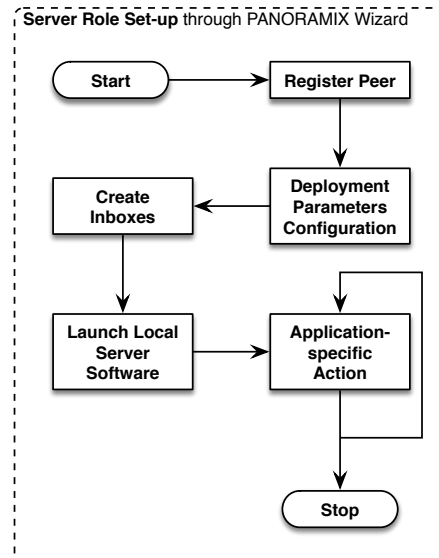 Server Role Set-up through PANORAMIX Wizard
Start
Register Peer
Deployment
Parameters
Configuration
Create
Inboxes
Launch Local
Server
Software
Application-
specific
Action
Stop